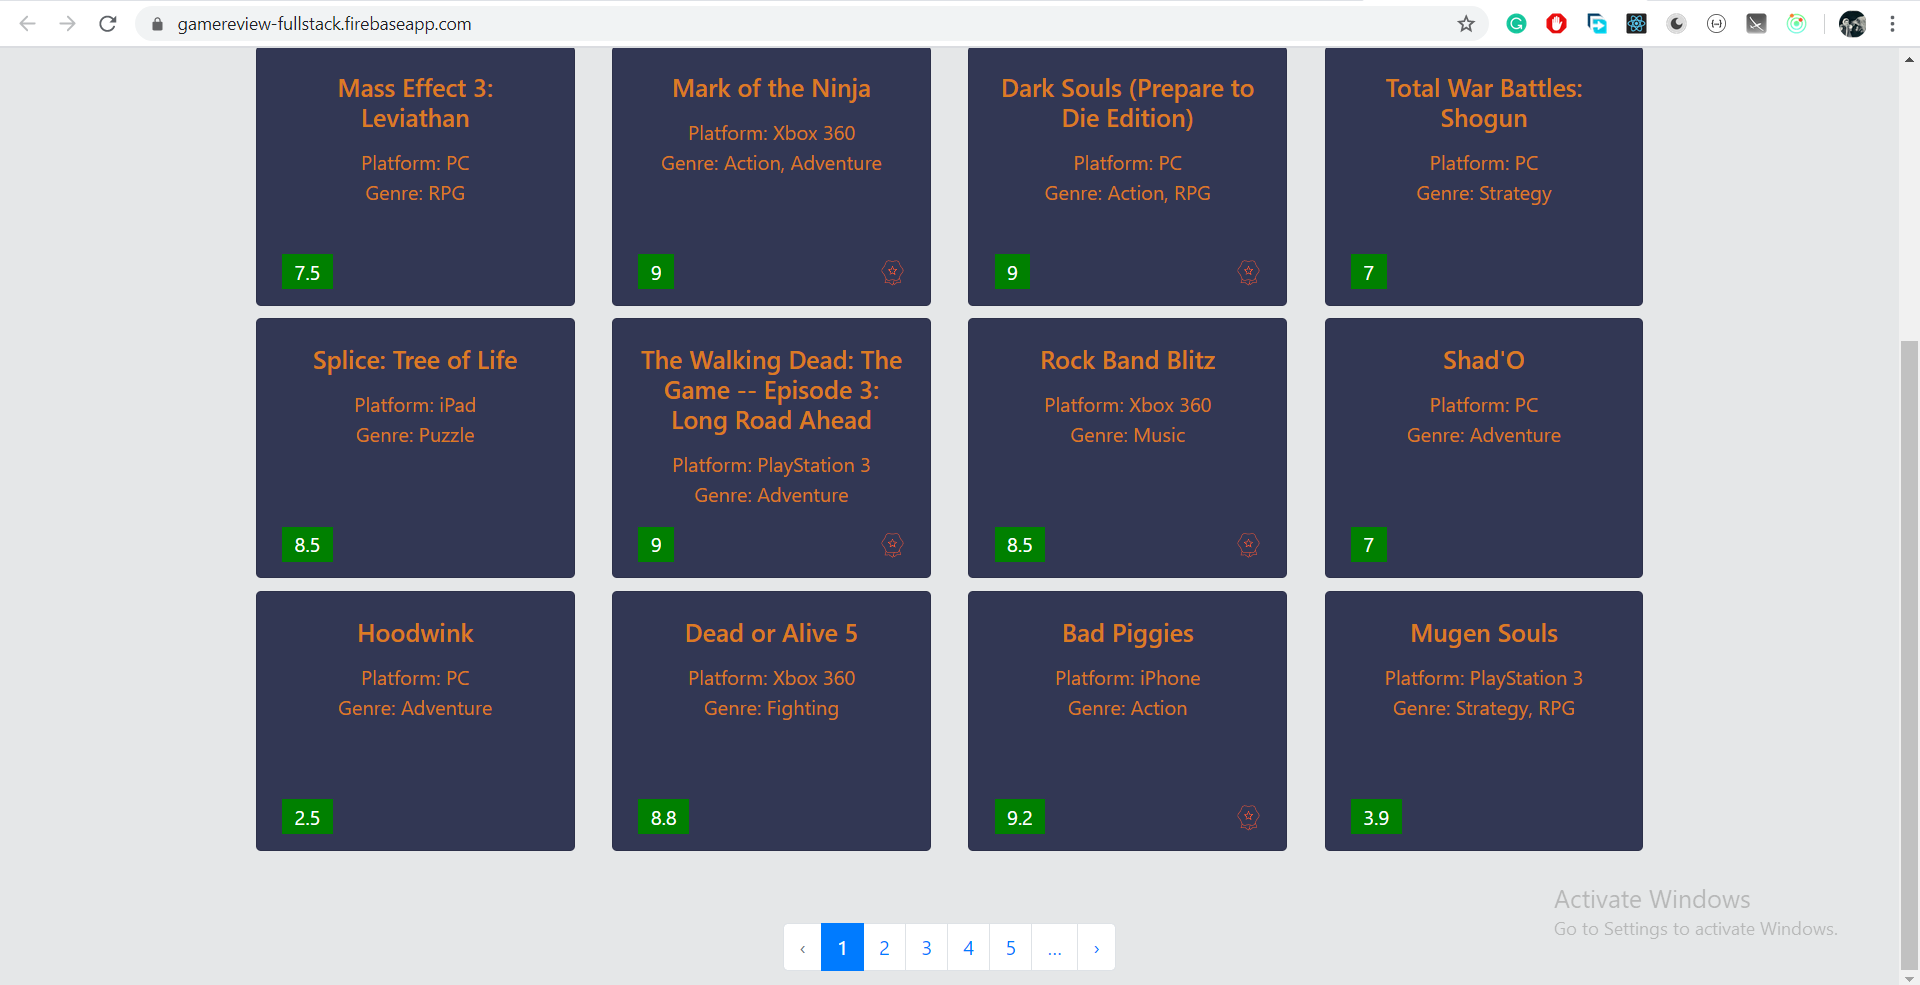 gamereview-fullstack.firebaseapp.com
Mass Effect 3:
Leviathan
Platform: PC
Genre: RPG
7.5
Mark of the Ninja
Platform: Xbox 360
Genre: Action, Adventure
9
Dark Souls (Prepare to
Die Edition)
Platform: PC
Genre: Action, RPG
9
Total War Battles:
Shogun
Platform: PC
Genre: Strategy
7
Splice: Tree of Life
Platform: iPad
Genre: Puzzle
8.5
The Walking Dead: The
Game -- Episode 3:
Long Road Ahead
Platform: PlayStation 3
Genre: Adventure
9
Rock Band Blitz
Platform: Xbox 360
Genre: Music
8.5
Shad'O
Platform: PC
Genre: Adventure
7
Hoodwink
Platform: PC
Genre: Adventure
2.5
Dead or Alive 5
Platform: Xbox 360
Genre: Fighting
8.8
Bad Piggies
Platform: iPhone
Genre: Action
9.2
Mugen Souls
Platform: PlayStation 3
Genre: Strategy, RPG
3.9
Activate Windows
Go to Settings to activate Windows.
‹ 1 2 3 4 5 ... ›